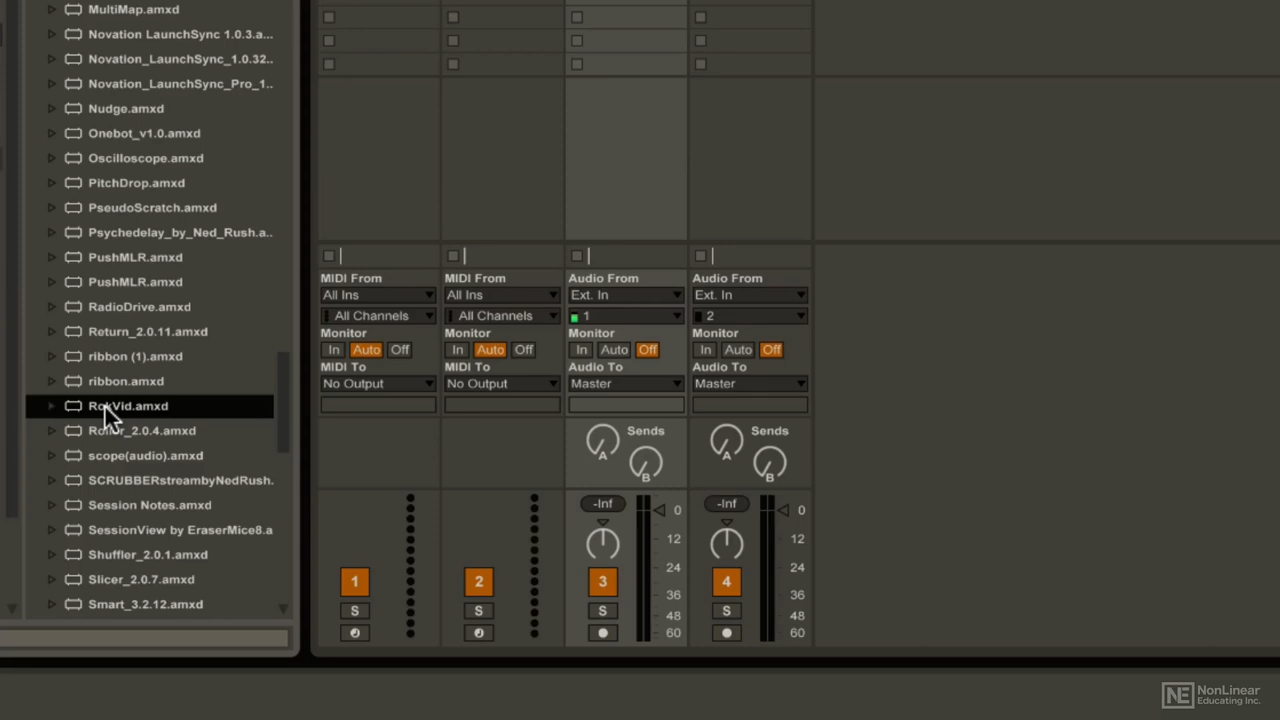 MultiMap.amxd
Novation LaunchSync 1.0.3.a...
Novation_LaunchSync_1.0.32..
Novation_LaunchSync_Pro_1..
Nudge.amxd
Onebot_v1.0.amxd
Oscilloscope.amxd
PitchDrop.amxd
PseudoScratch.amxd
Psychedelay_by_Ned_Rush.a..
PushMLR.amxd
PushMLR.amxd
RadioDrive.amxd
Return_2.0.11.amxd
ribbon (1).amxd
ribbon.amxd
RokVid.amxd
Roller_2.0.4.amxd
scope(audio).amxd
SCRUBBERstreambyNedRush.
Session Notes.amxd
SessionView by EraserMice8.a
Shuffler_2.0.1.amxd
Slicer_2.0.7.amxd
Smart_3.2.12.amxd
MIDI From MIDI From Audio From Audio From
All Ins All Ins Ext. In Ext. In
All Channels All Channels 1 2
Monitor Monitor Monitor Monitor
In Auto Off In Auto Off In Auto Off In Auto Off
MIDI To MIDI To Audio To Audio To
No Output No Output Master Master
Sends Sends
A B A B
-Inf 0 -Inf 0
12 12
24 24
36 36
48 48
60 60
1 2 3 4
S S S S
NE NonLinear
Educating Inc.